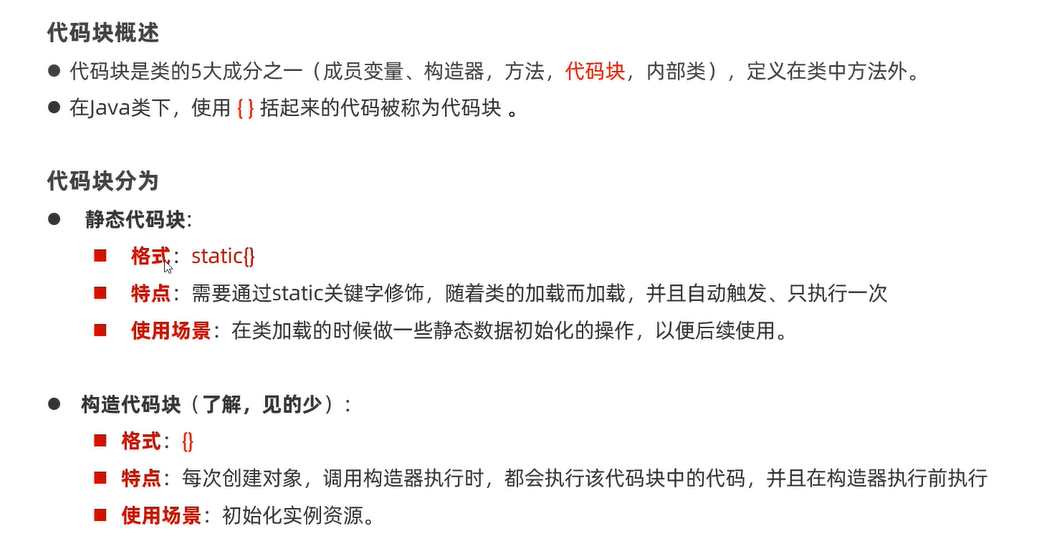 代码块概述
● 代码块是类的5大成分之一（成员变量、构造器，方法，代码块，内部类），定义在类中方法外。
● 在Java类下，使用 { } 括起来的代码被称为代码块 。
代码块分为
● 静态代码块:
■ 格式：static{}
■ 特点：需要通过static关键字修饰，随着类的加载而加载，并且自动触发、只执行一次
■ 使用场景：在类加载的时候做一些静态数据初始化的操作，以便后续使用。
● 构造代码块（了解，见的少）：
■ 格式：{}
■ 特点：每次创建对象，调用构造器执行时，都会执行该代码块中的代码，并且在构造器执行前执行
■ 使用场景：初始化实例资源。